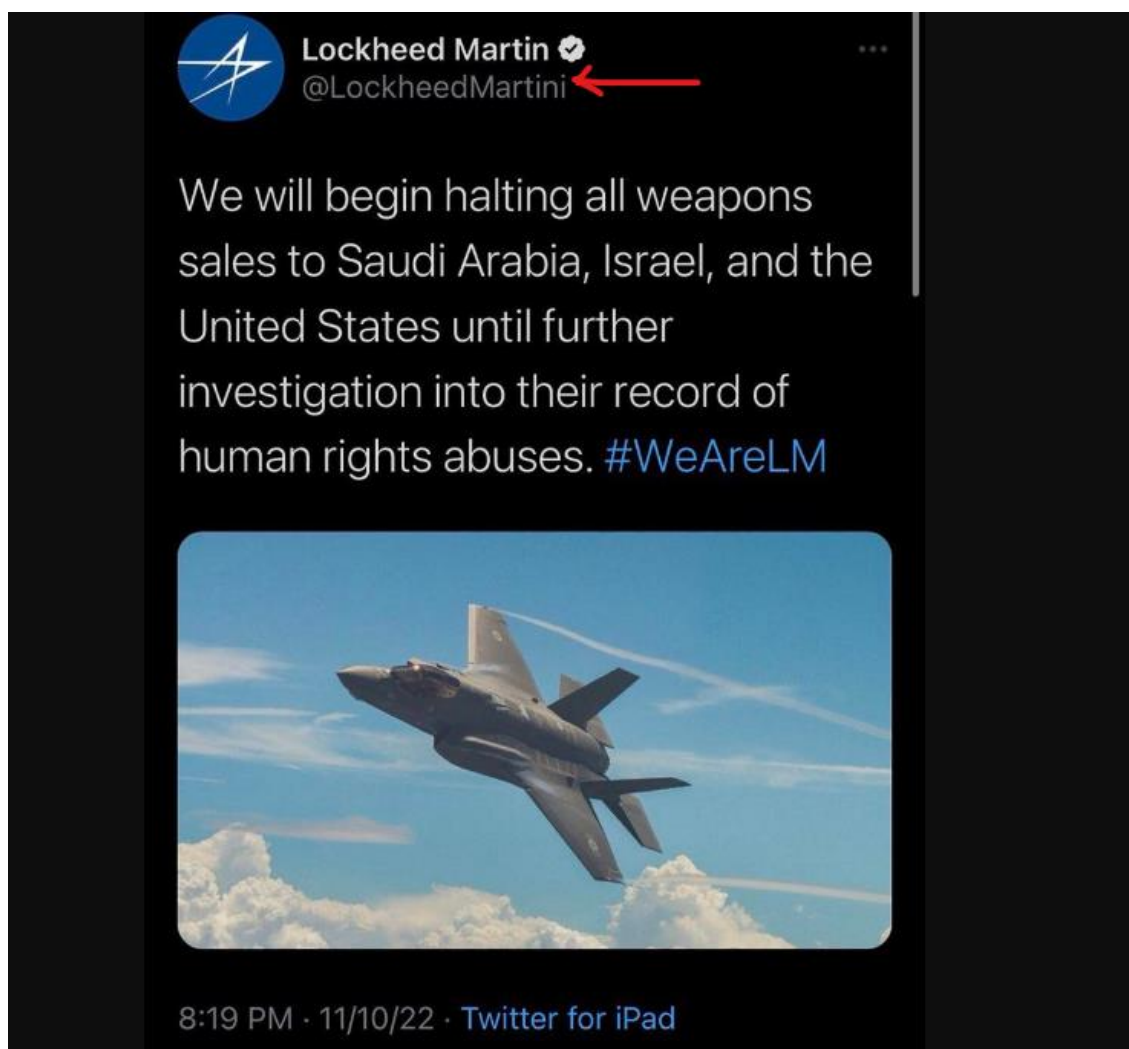 Lockheed Martin
@LockheedMartini
We will begin halting all weapons
sales to Saudi Arabia, Israel, and the
United States until further
investigation into their record of
human rights abuses. #WeAreLM
8:19 PM · 11/10/22 · Twitter for iPad